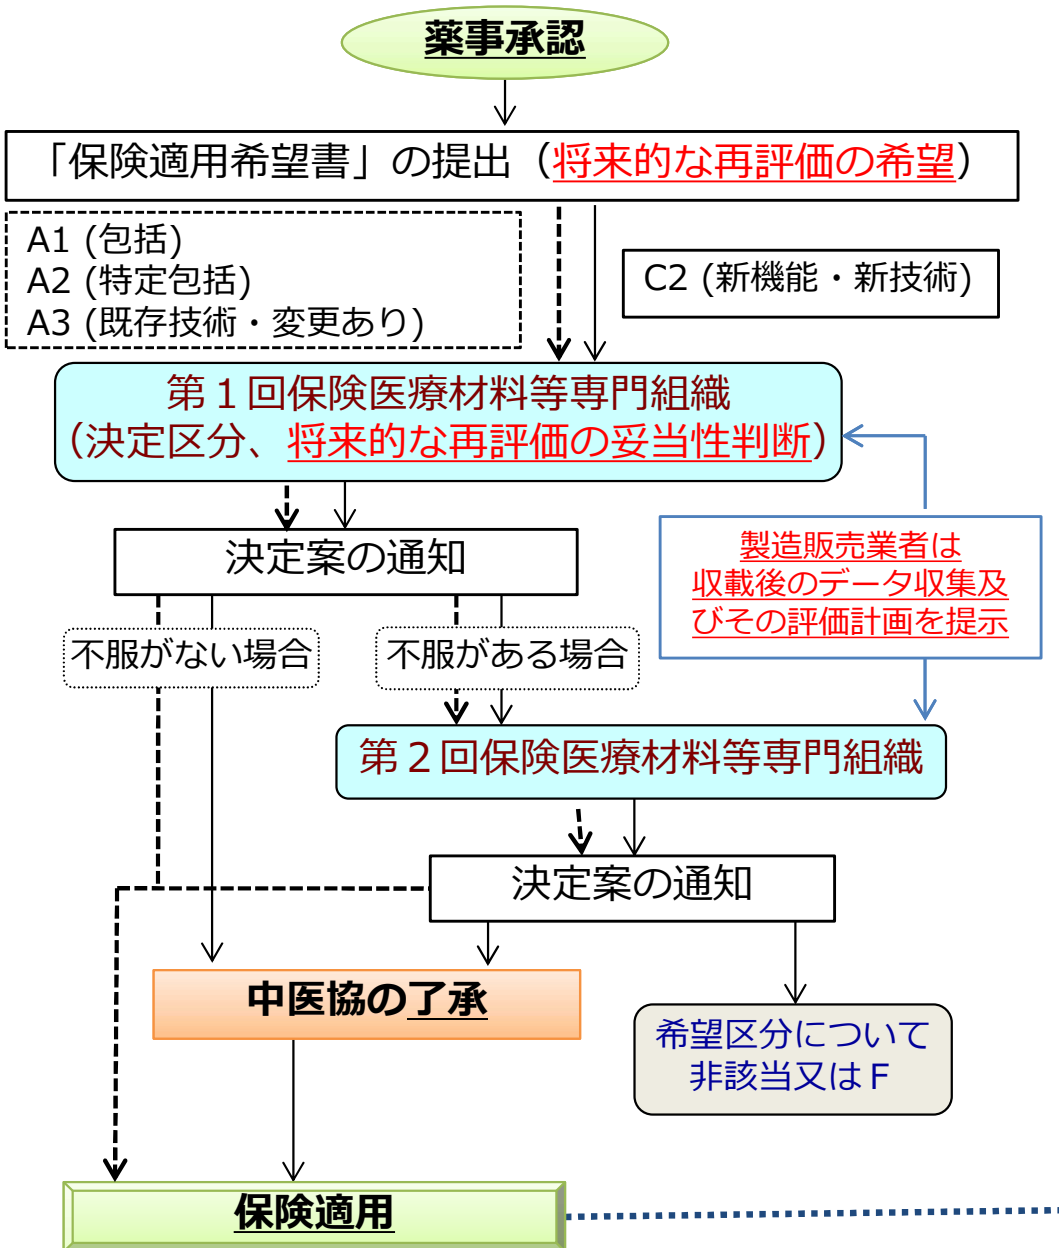 薬事承認
「保険適用希望書」の提出（将来的な再評価の希望）
A1 (包括)
A2 (特定包括)
A3 (既存技術・変更あり)
C2 (新機能・新技術)
第１回保険医療材料等専門組織
（決定区分、将来的な再評価の妥当性判断）
決定案の通知
製造販売業者は
収載後のデータ収集及
びその評価計画を提示
不服がない場合
不服がある場合
第２回保険医療材料等専門組織
決定案の通知
中医協の了承
希望区分について
非該当又はＦ
保険適用